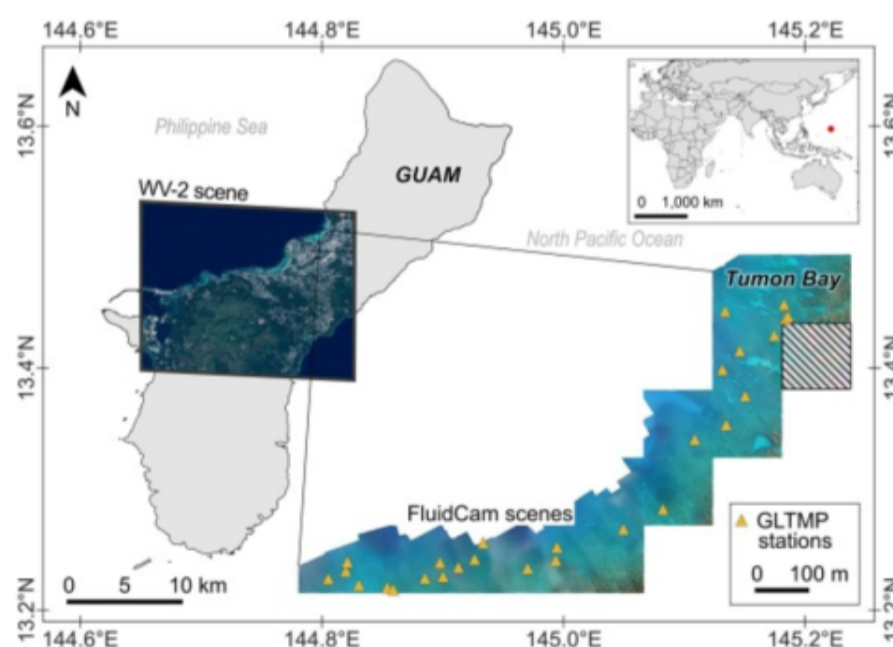 144.6°E 144.8°E 145.0°E 145.2°E
N
Philippine Sea
13.6°N
13.6°N
GUAM
0 1,000 km
WV-2 scene
North Pacific Ocean
Tumon Bay
13.4°N
13.4°N
FluidCam scenes
GLTMP
stations
0 100 m
0 5 10 km
13.2°N
13.2°N
144.6°E 144.8°E 145.0°E 145.2°E